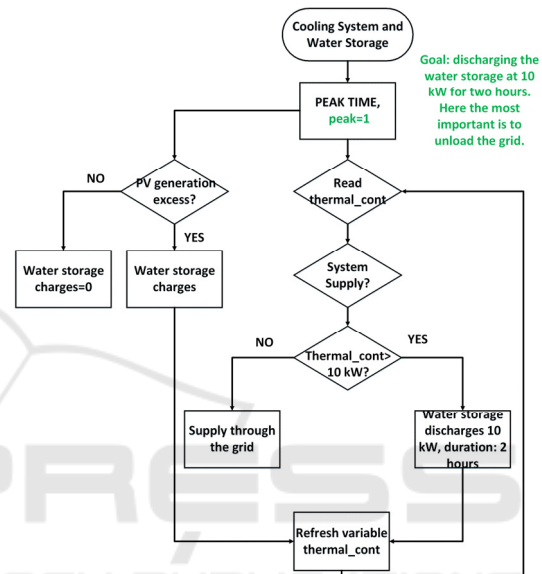 Cooling System and
Water Storage
Goal: discharging the
water storage at 10
kW for two hours.
Here the most
important is to
unload the grid.
PEAK TIME,
peak=1
NO
PV generation
excess?
YES
Read
thermal_cont
Water storage
charges=0
Water storage
charges
System
Supply?
NO
Thermal_cont>
10 kW?
YES
Supply through
the grid
Water storage
discharges 10
kW, duration: 2
hours
Refresh variable
thermal_cont